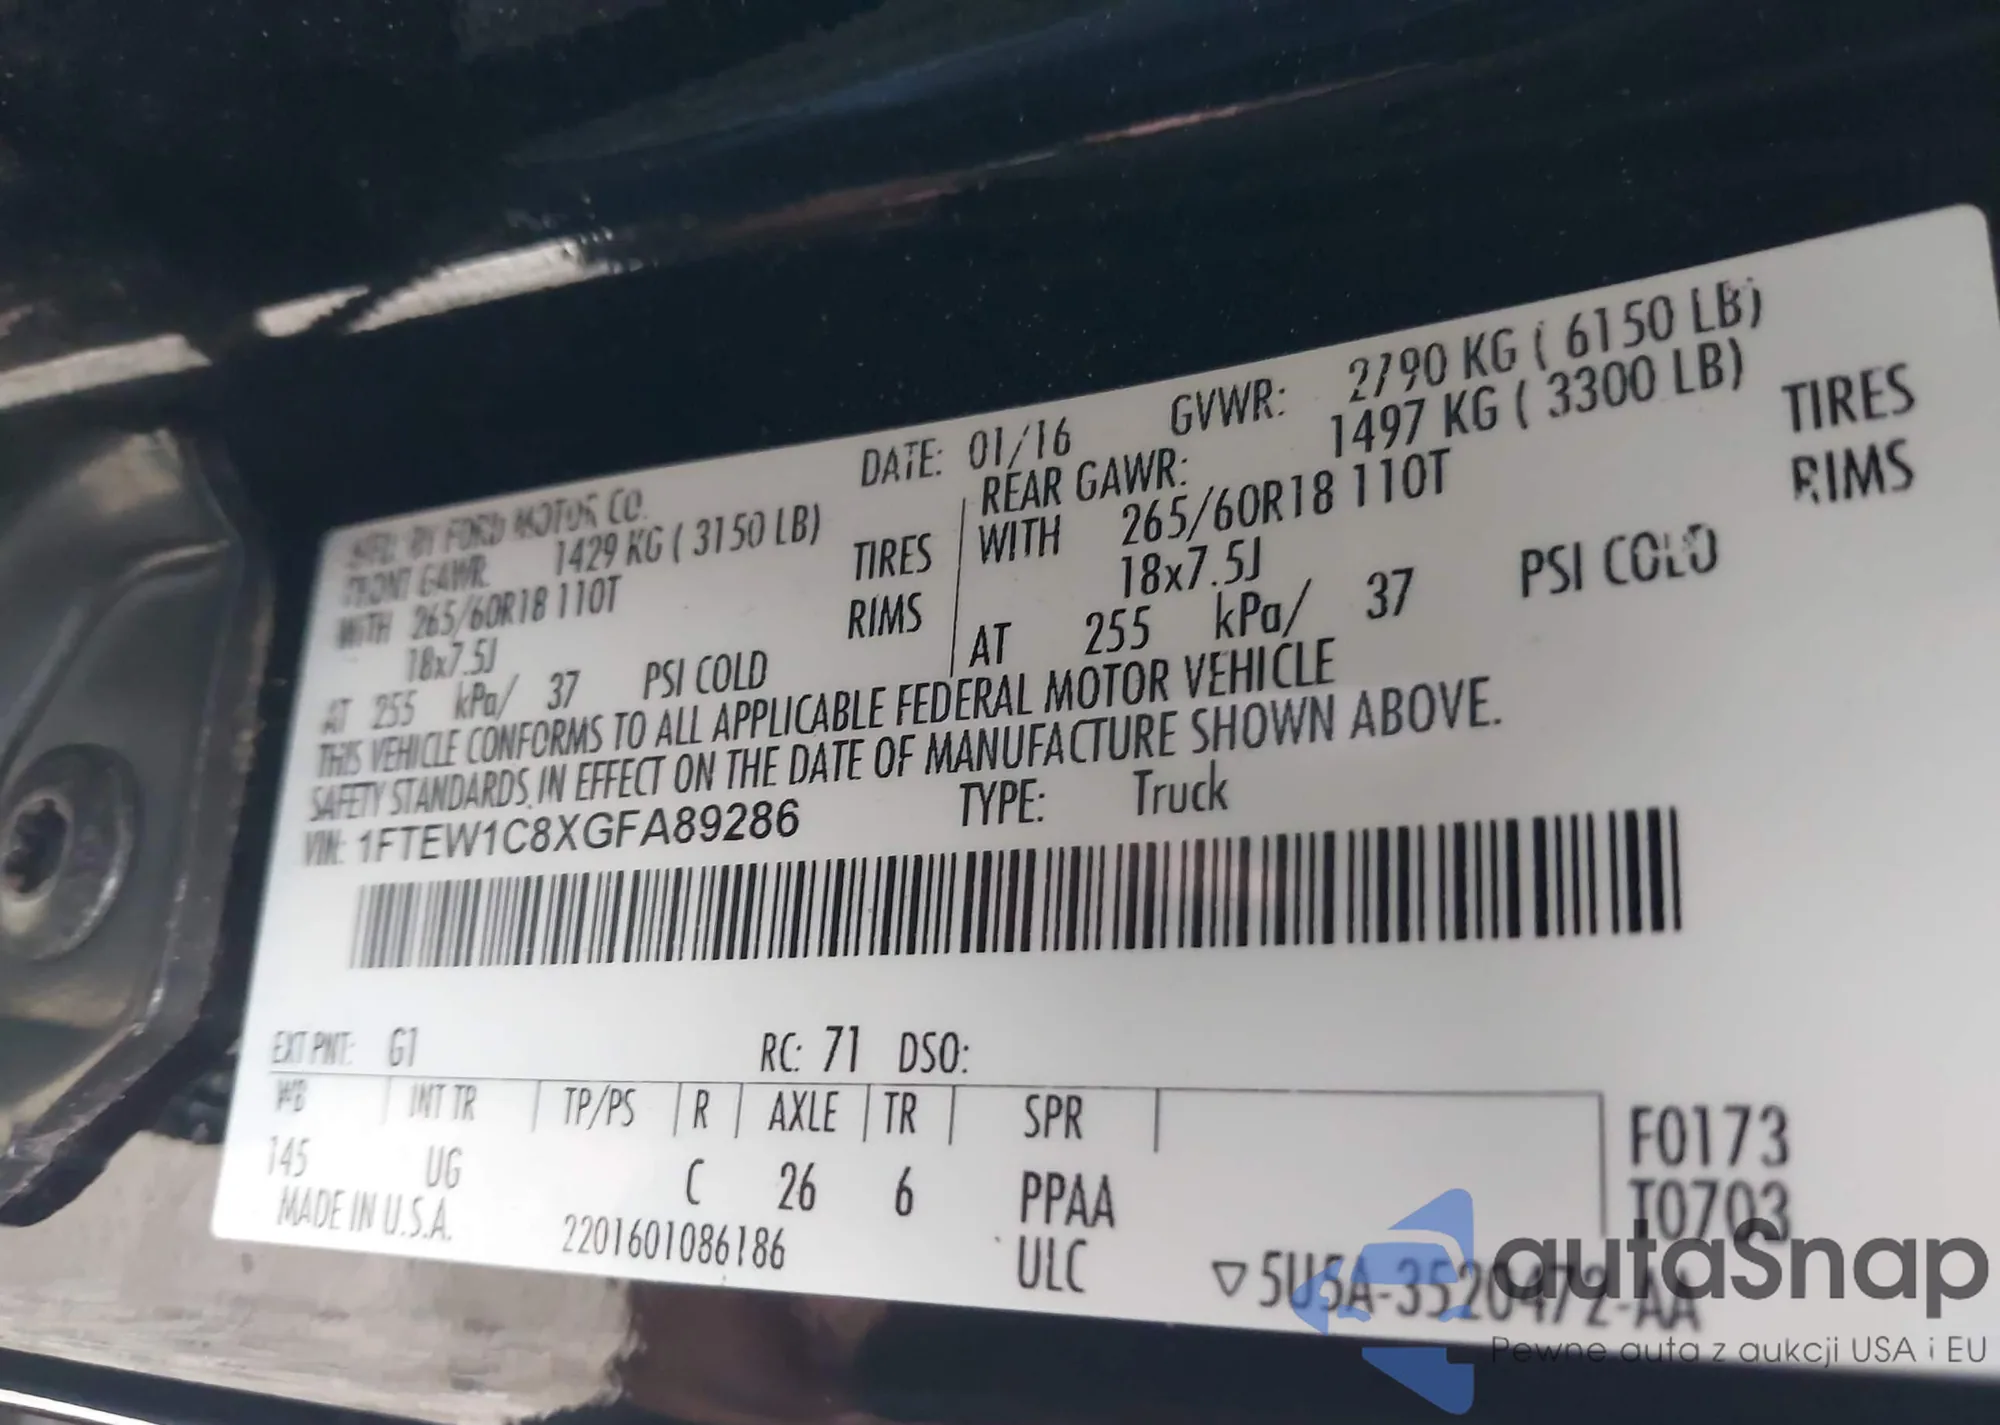 MFD. BY FORD MOTOR CO.
DATE: 01/16
GVWR: 2790 KG ( 6150 LB)
FRONT GAWR: 1429 KG ( 3150 LB)
REAR GAWR: 1497 KG ( 3300 LB)
WITH 265/60R18 110T TIRES
WITH 265/60R18 110T TIRES
18x7.5J RIMS
18x7.5J RIMS
AT 255 kPa/ 37 PSI COLD
AT 255 kPa/ 37 PSI COLD
THIS VEHICLE CONFORMS TO ALL APPLICABLE FEDERAL MOTOR VEHICLE
SAFETY STANDARDS IN EFFECT ON THE DATE OF MANUFACTURE SHOWN ABOVE.
VIN: 1FTEW1C8XGFA89286
TYPE: Truck
EXT PNT: G1 RC: 71 DSO:
WB INT TR TP/PS R AXLE TR SPR
145 UG C 26 6 PPAA
F0173
T0703
MADE IN U.S.A. 2201601086186 ULC
▽5U5A-3520472-AA
autaSnap
Pewne auta z aukcji USA i EU